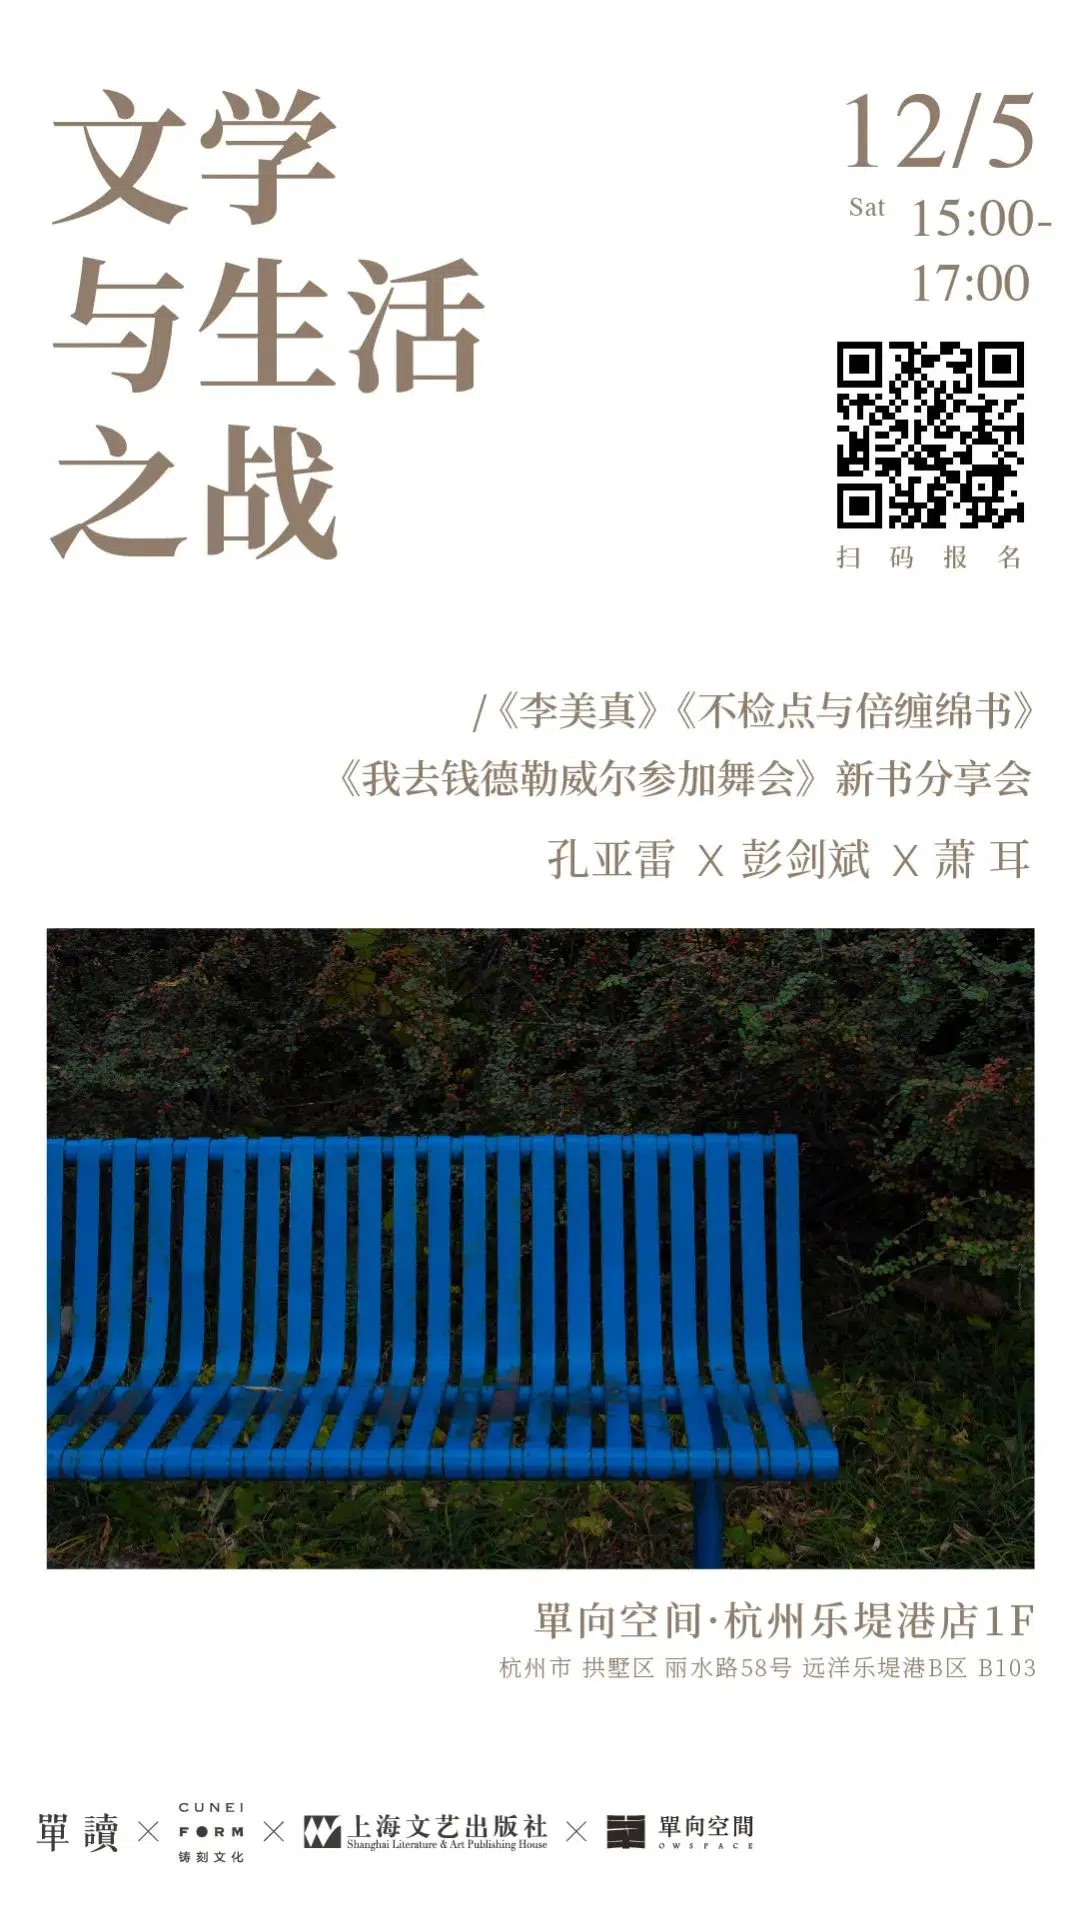 文学
与生活
之战
12/5
Sat 15:00-
17:00
扫码报名
/《李美真》《不检点与倍缠绵书》
《我去钱德勒威尔参加舞会》新书分享会
孔亚雷 X 彭剑斌 X 萧耳
單向空间·杭州乐堤港店1F
杭州市 拱墅区 丽水路58号 远洋乐堤港B区 B103
單讀 × CUNEI FORM 铸刻文化 × 上海文艺出版社 Shanghai Literature & Art Publishing House × 單向空間 OWSPACE